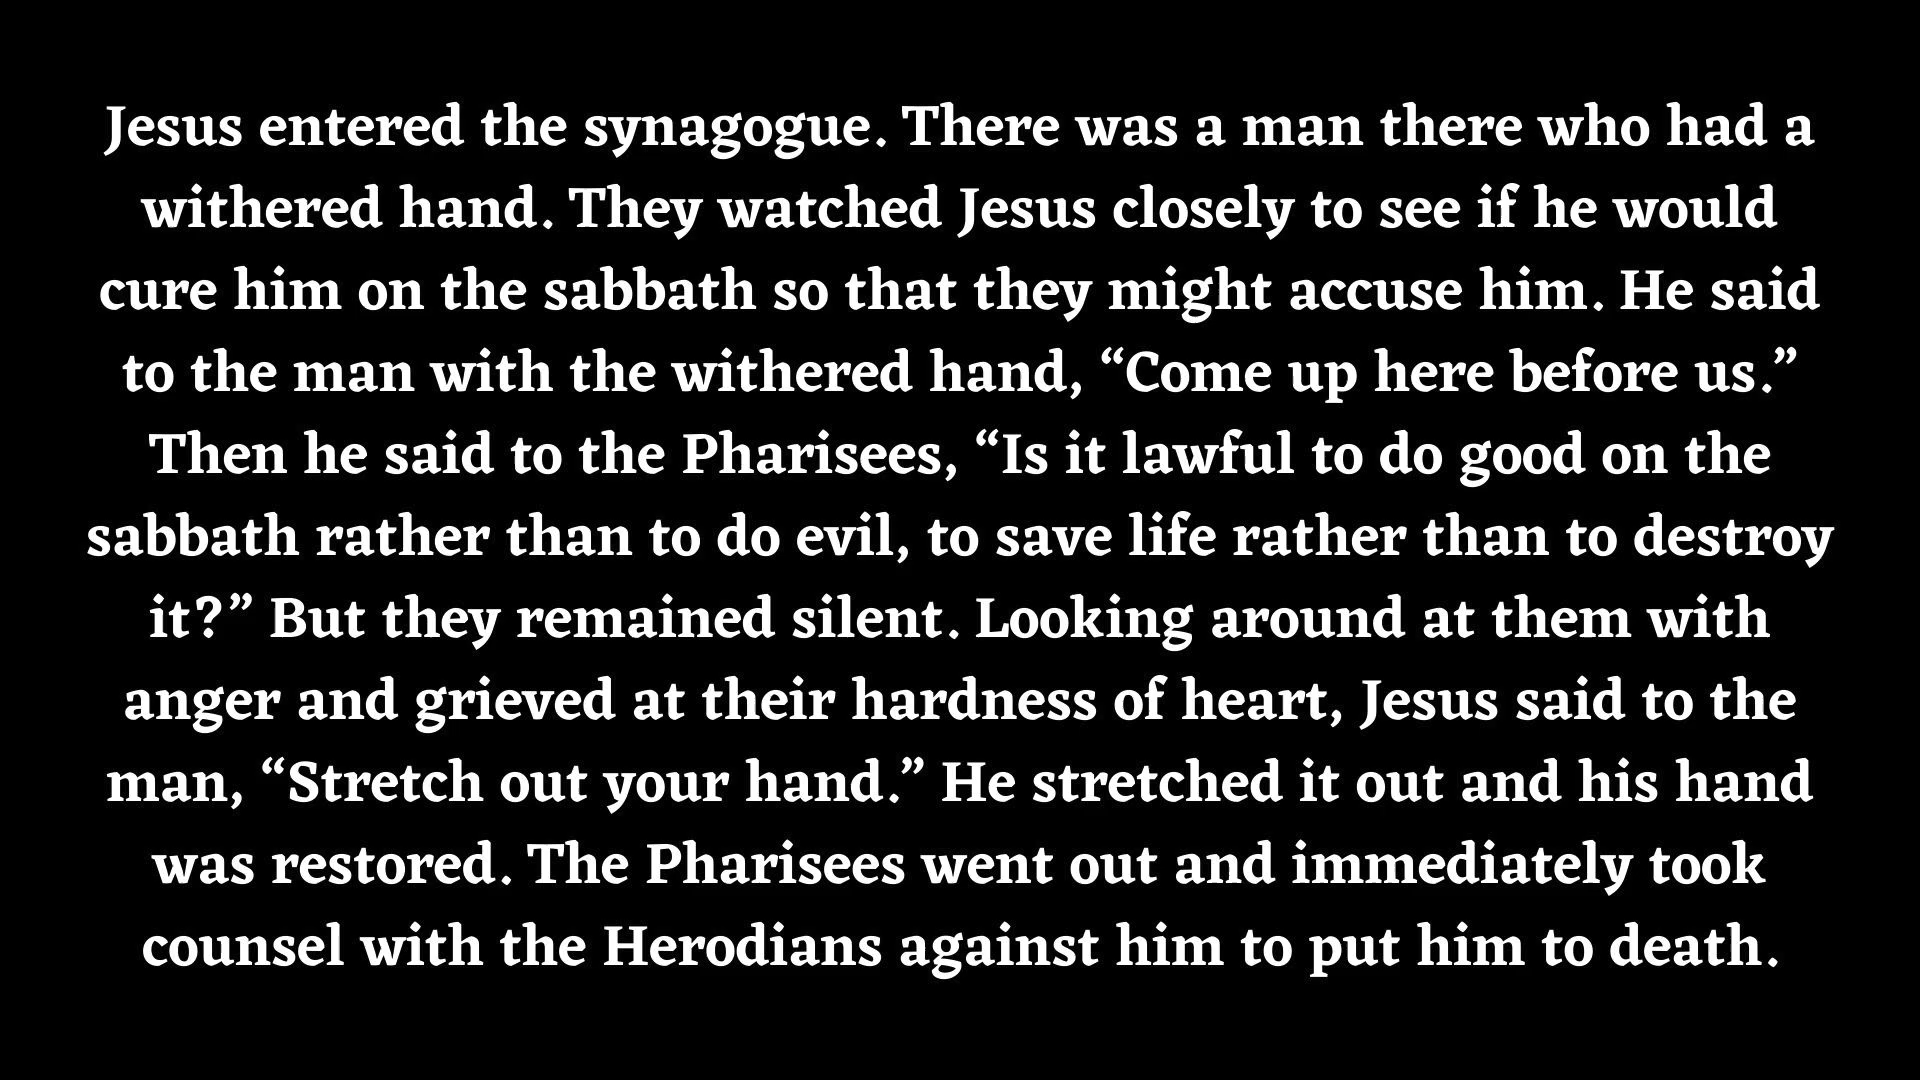 Jesus entered the synagogue. There was a man there who had a
withered hand. They watched Jesus closely to see if he would
cure him on the sabbath so that they might accuse him. He said
to the man with the withered hand, “Come up here before us.”
Then he said to the Pharisees, “Is it lawful to do good on the
sabbath rather than to do evil, to save life rather than to destroy
it?” But they remained silent. Looking around at them with
anger and grieved at their hardness of heart, Jesus said to the
man, “Stretch out your hand.” He stretched it out and his hand
was restored. The Pharisees went out and immediately took
counsel with the Herodians against him to put him to death.